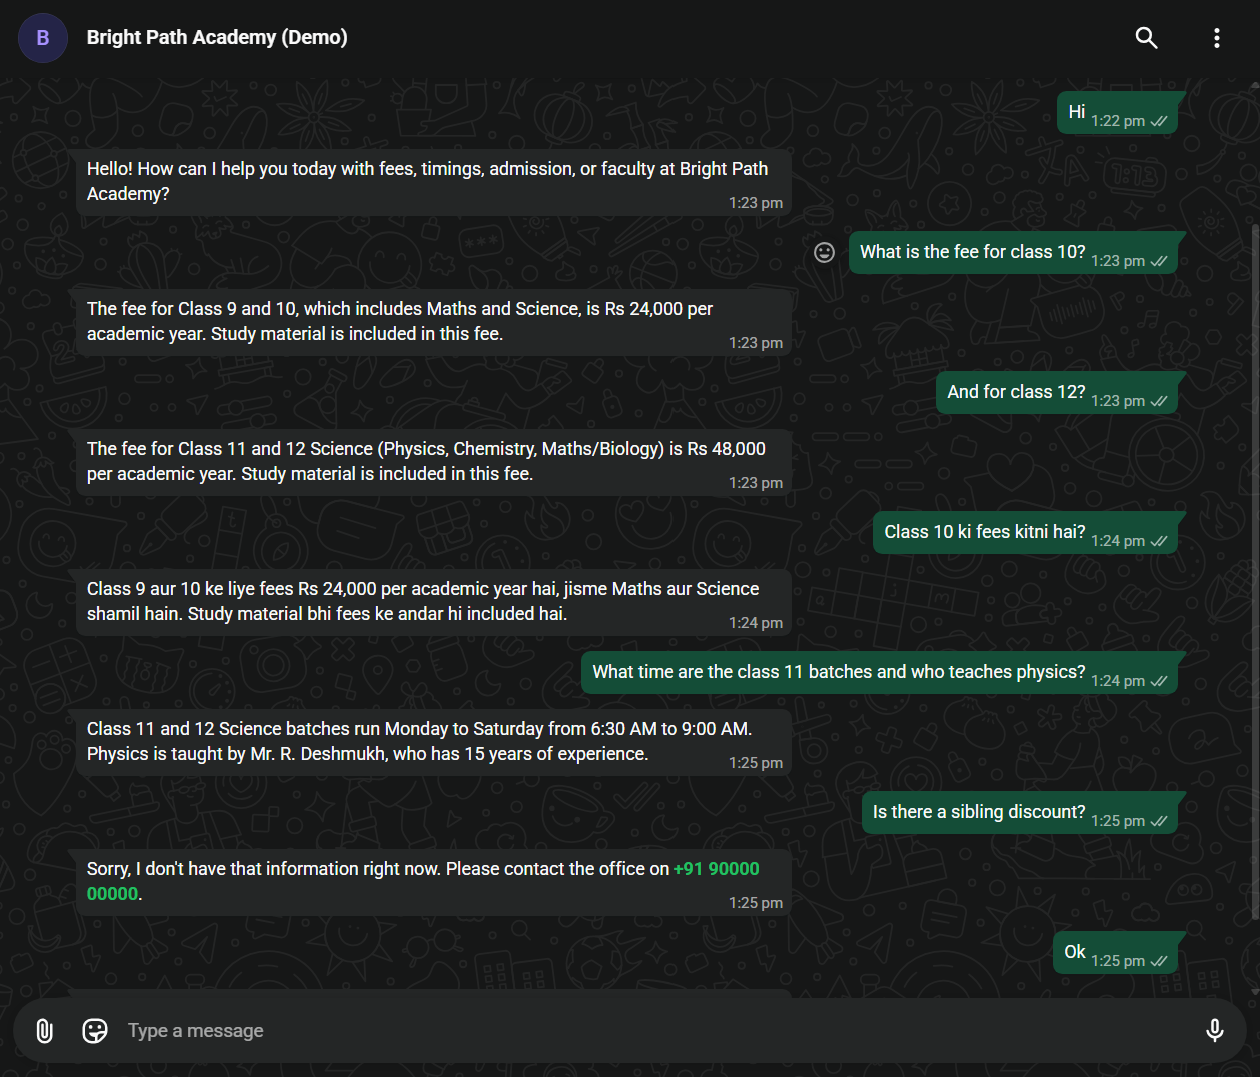 B
Bright Path Academy (Demo)
Hi 1:22 pm
Hello! How can I help you today with fees, timings, admission, or faculty at Bright Path
Academy?
1:23 pm
What is the fee for class 10? 1:23 pm
The fee for Class 9 and 10, which includes Maths and Science, is Rs 24,000 per
academic year. Study material is included in this fee.
1:23 pm
And for class 12? 1:23 pm
The fee for Class 11 and 12 Science (Physics, Chemistry, Maths/Biology) is Rs 48,000
per academic year. Study material is included in this fee.
1:23 pm
Class 10 ki fees kitni hai? 1:24 pm
Class 9 aur 10 ke liye fees Rs 24,000 per academic year hai, jisme Maths aur Science
shamil hain. Study material bhi fees ke andar hi included hai.
1:24 pm
What time are the class 11 batches and who teaches physics? 1:24 pm
Class 11 and 12 Science batches run Monday to Saturday from 6:30 AM to 9:00 AM.
Physics is taught by Mr. R. Deshmukh, who has 15 years of experience.
1:25 pm
Is there a sibling discount? 1:25 pm
Sorry, I don't have that information right now. Please contact the office on +91 90000
00000.
1:25 pm
Ok 1:25 pm
Type a message